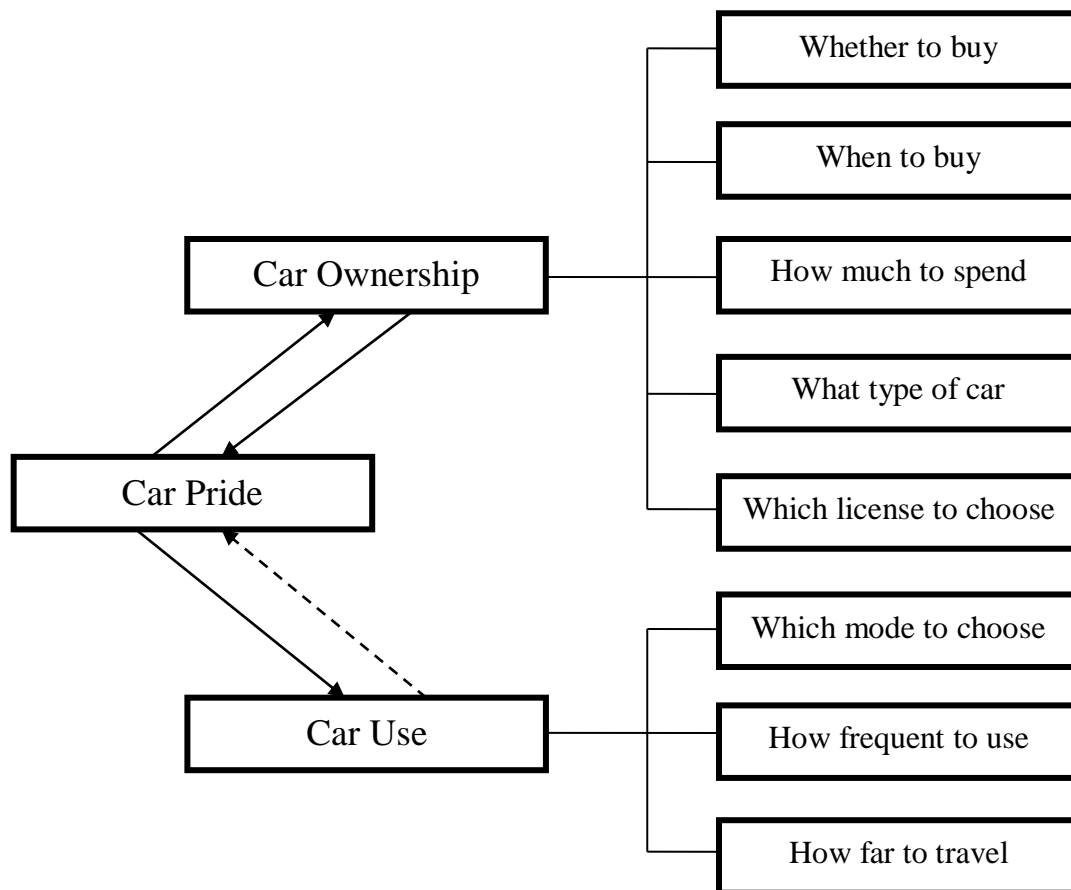 Whether to buy
When to buy
Car Ownership
How much to spend
What type of car
Car Pride
Which license to choose
Which mode to choose
Car Use
How frequent to use
How far to travel